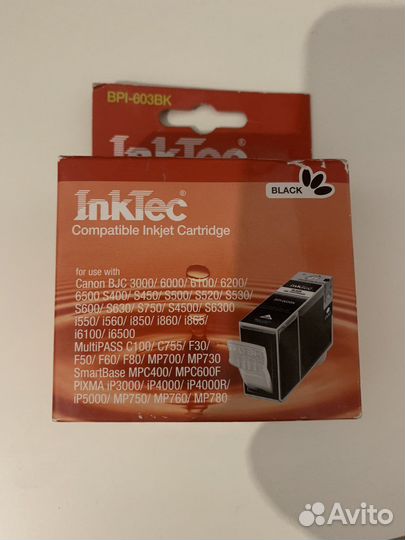 BPI-603BK
InkTec®
BLACK
InkTec®
Compatible Inkjet Cartridge
for use with
Canon BJC 3000/ 6000/ 6100/ 6200/
6500 S400/ S450/ S500/ S520/ S530/
S600/ S630/ S750/ S4500/ S6300
i550/ i560/ i850/ i860/ i865/
i6100/ i6500
MultiPASS C100/ C755/ F30/
F50/ F60/ F80/ MP700/ MP730
SmartBase MPC400/ MPC600F
PIXMA iP3000/ iP4000/ iP4000R/
iP5000/ MP750/ MP760/ MP780
InkTec
Avito